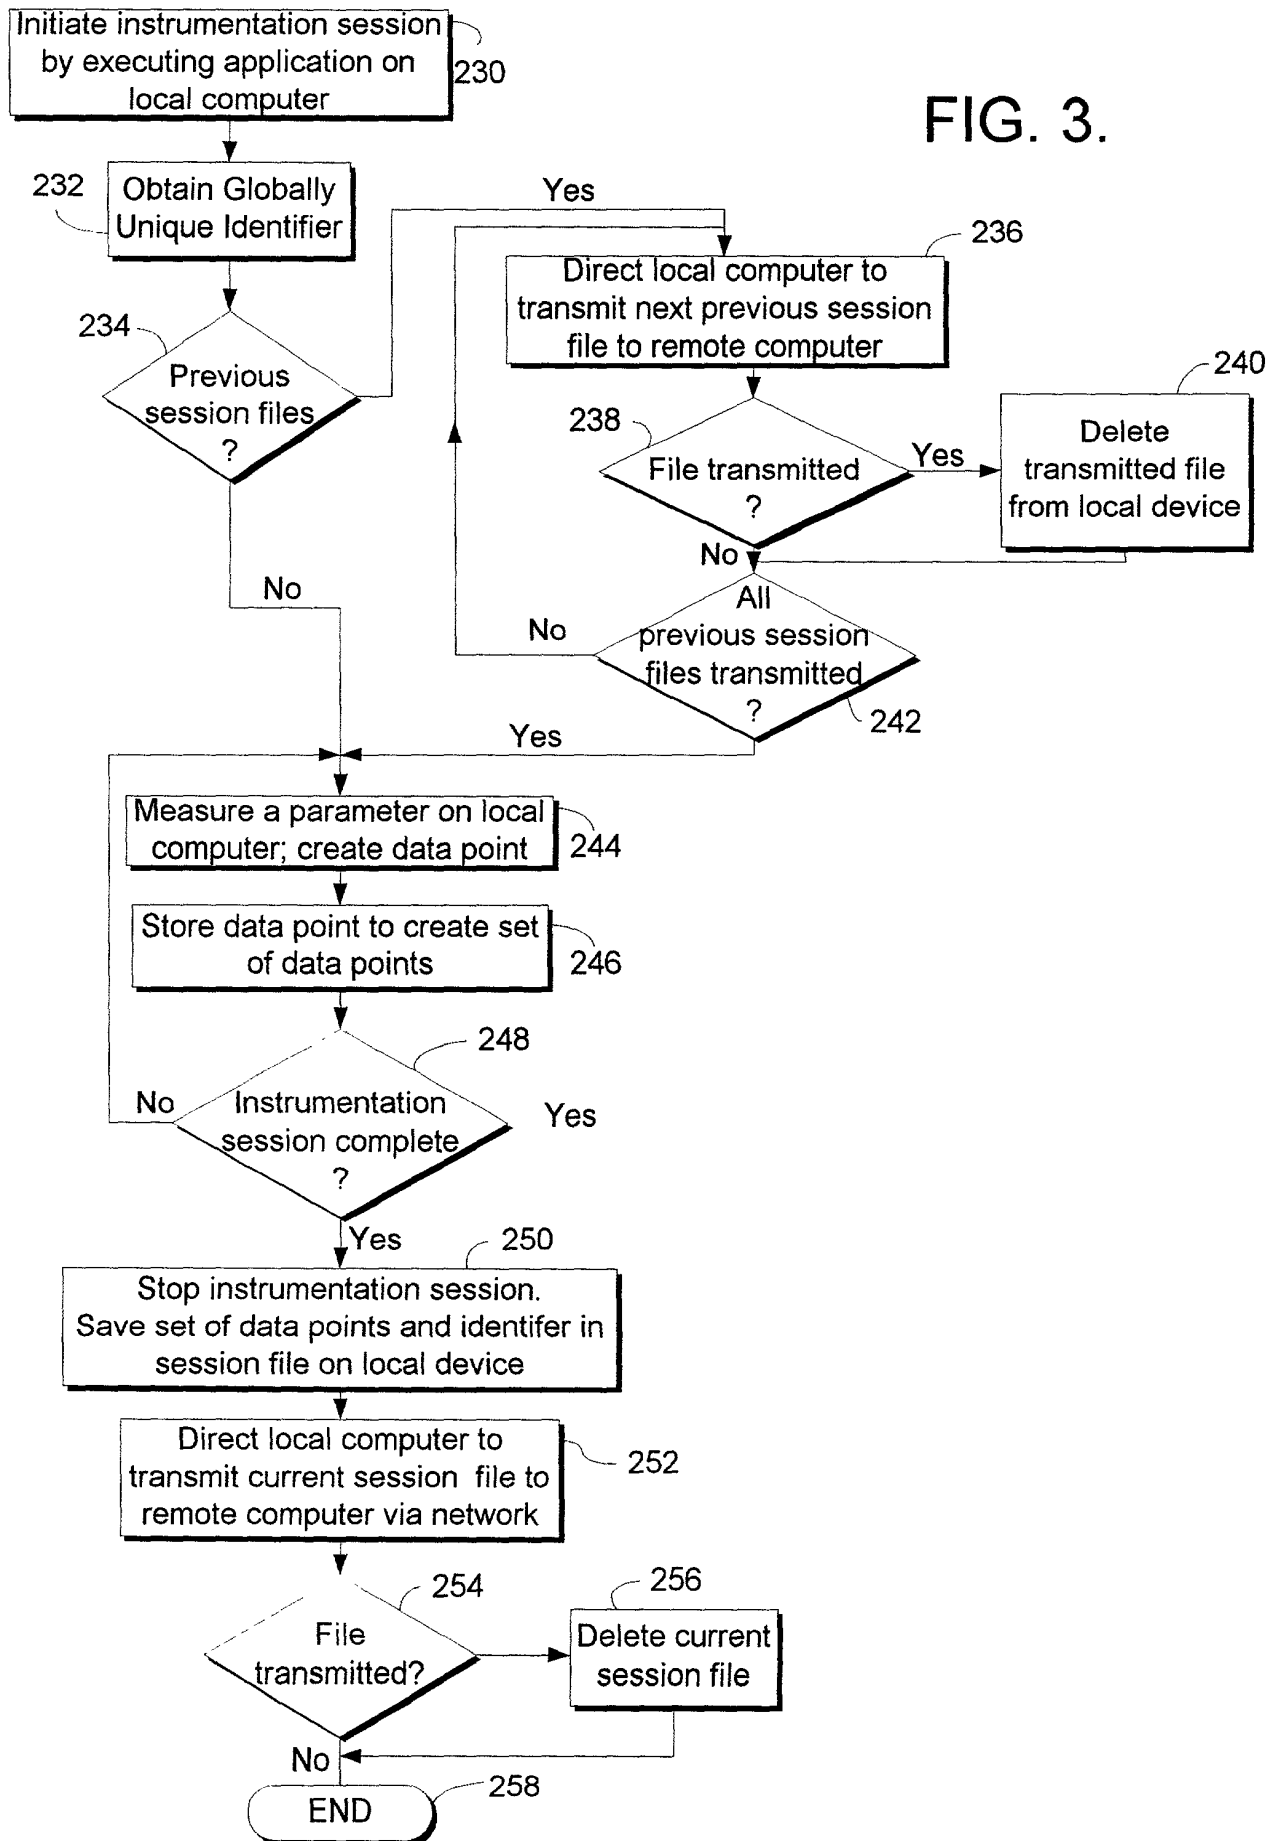 Initiate instrumentation session
by executing application on
local computer
230
FIG. 3.
232
Obtain Globally
Unique Identifier
Yes
236
Direct local computer to
transmit next previous session
file to remote computer
234
Previous
session files
?
240
238
File transmitted
?
Yes
Delete
transmitted file
from local device
No
No
All
previous session
files transmitted
?
No
242
Yes
Measure a parameter on local
computer; create data point
244
Store data point to create set
of data points
246
248
No
Instrumentation
session complete
?
Yes
Yes
250
Stop instrumentation session.
Save set of data points and identifer in
session file on local device
Direct local computer to
transmit current session file to
remote computer via network
252
254
256
File
transmitted?
Delete current
session file
No
258
END